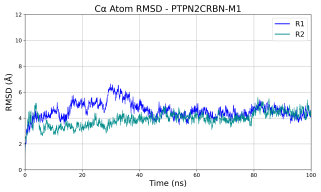 Cα Atom RMSD - PTPN2CRBN-M1
12
10
8
6
4
2
0
RMSD (Å)
R1
R2
0 20 40 60 80 100
Time (ns)